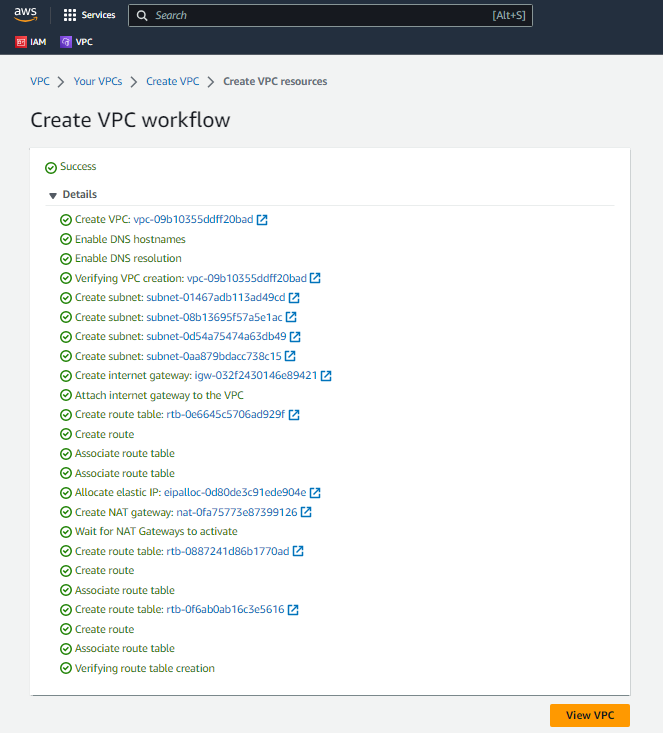 aws Services Search [Alt+S]
IAM VPC
VPC > Your VPCs > Create VPC > Create VPC resources
Create VPC workflow
Success
Details
Create VPC: vpc-09b10355ddff20bad
Enable DNS hostnames
Enable DNS resolution
Verifying VPC creation: vpc-09b10355ddff20bad
Create subnet: subnet-01467adb113ad49cd
Create subnet: subnet-08b13695f57a5e1ac
Create subnet: subnet-0d54a75474a63db49
Create subnet: subnet-0aa879bdacc738c15
Create internet gateway: igw-032f2430146e89421
Attach internet gateway to the VPC
Create route table: rtb-0e6645c5706ad929f
Create route
Associate route table
Associate route table
Allocate elastic IP: eipalloc-0d80de3c91ede904e
Create NAT gateway: nat-0fa75773e87399126
Wait for NAT Gateways to activate
Create route table: rtb-0887241d86b1770ad
Create route
Associate route table
Create route table: rtb-0f6ab0ab16c3e5616
Create route
Associate route table
Verifying route table creation
View VPC